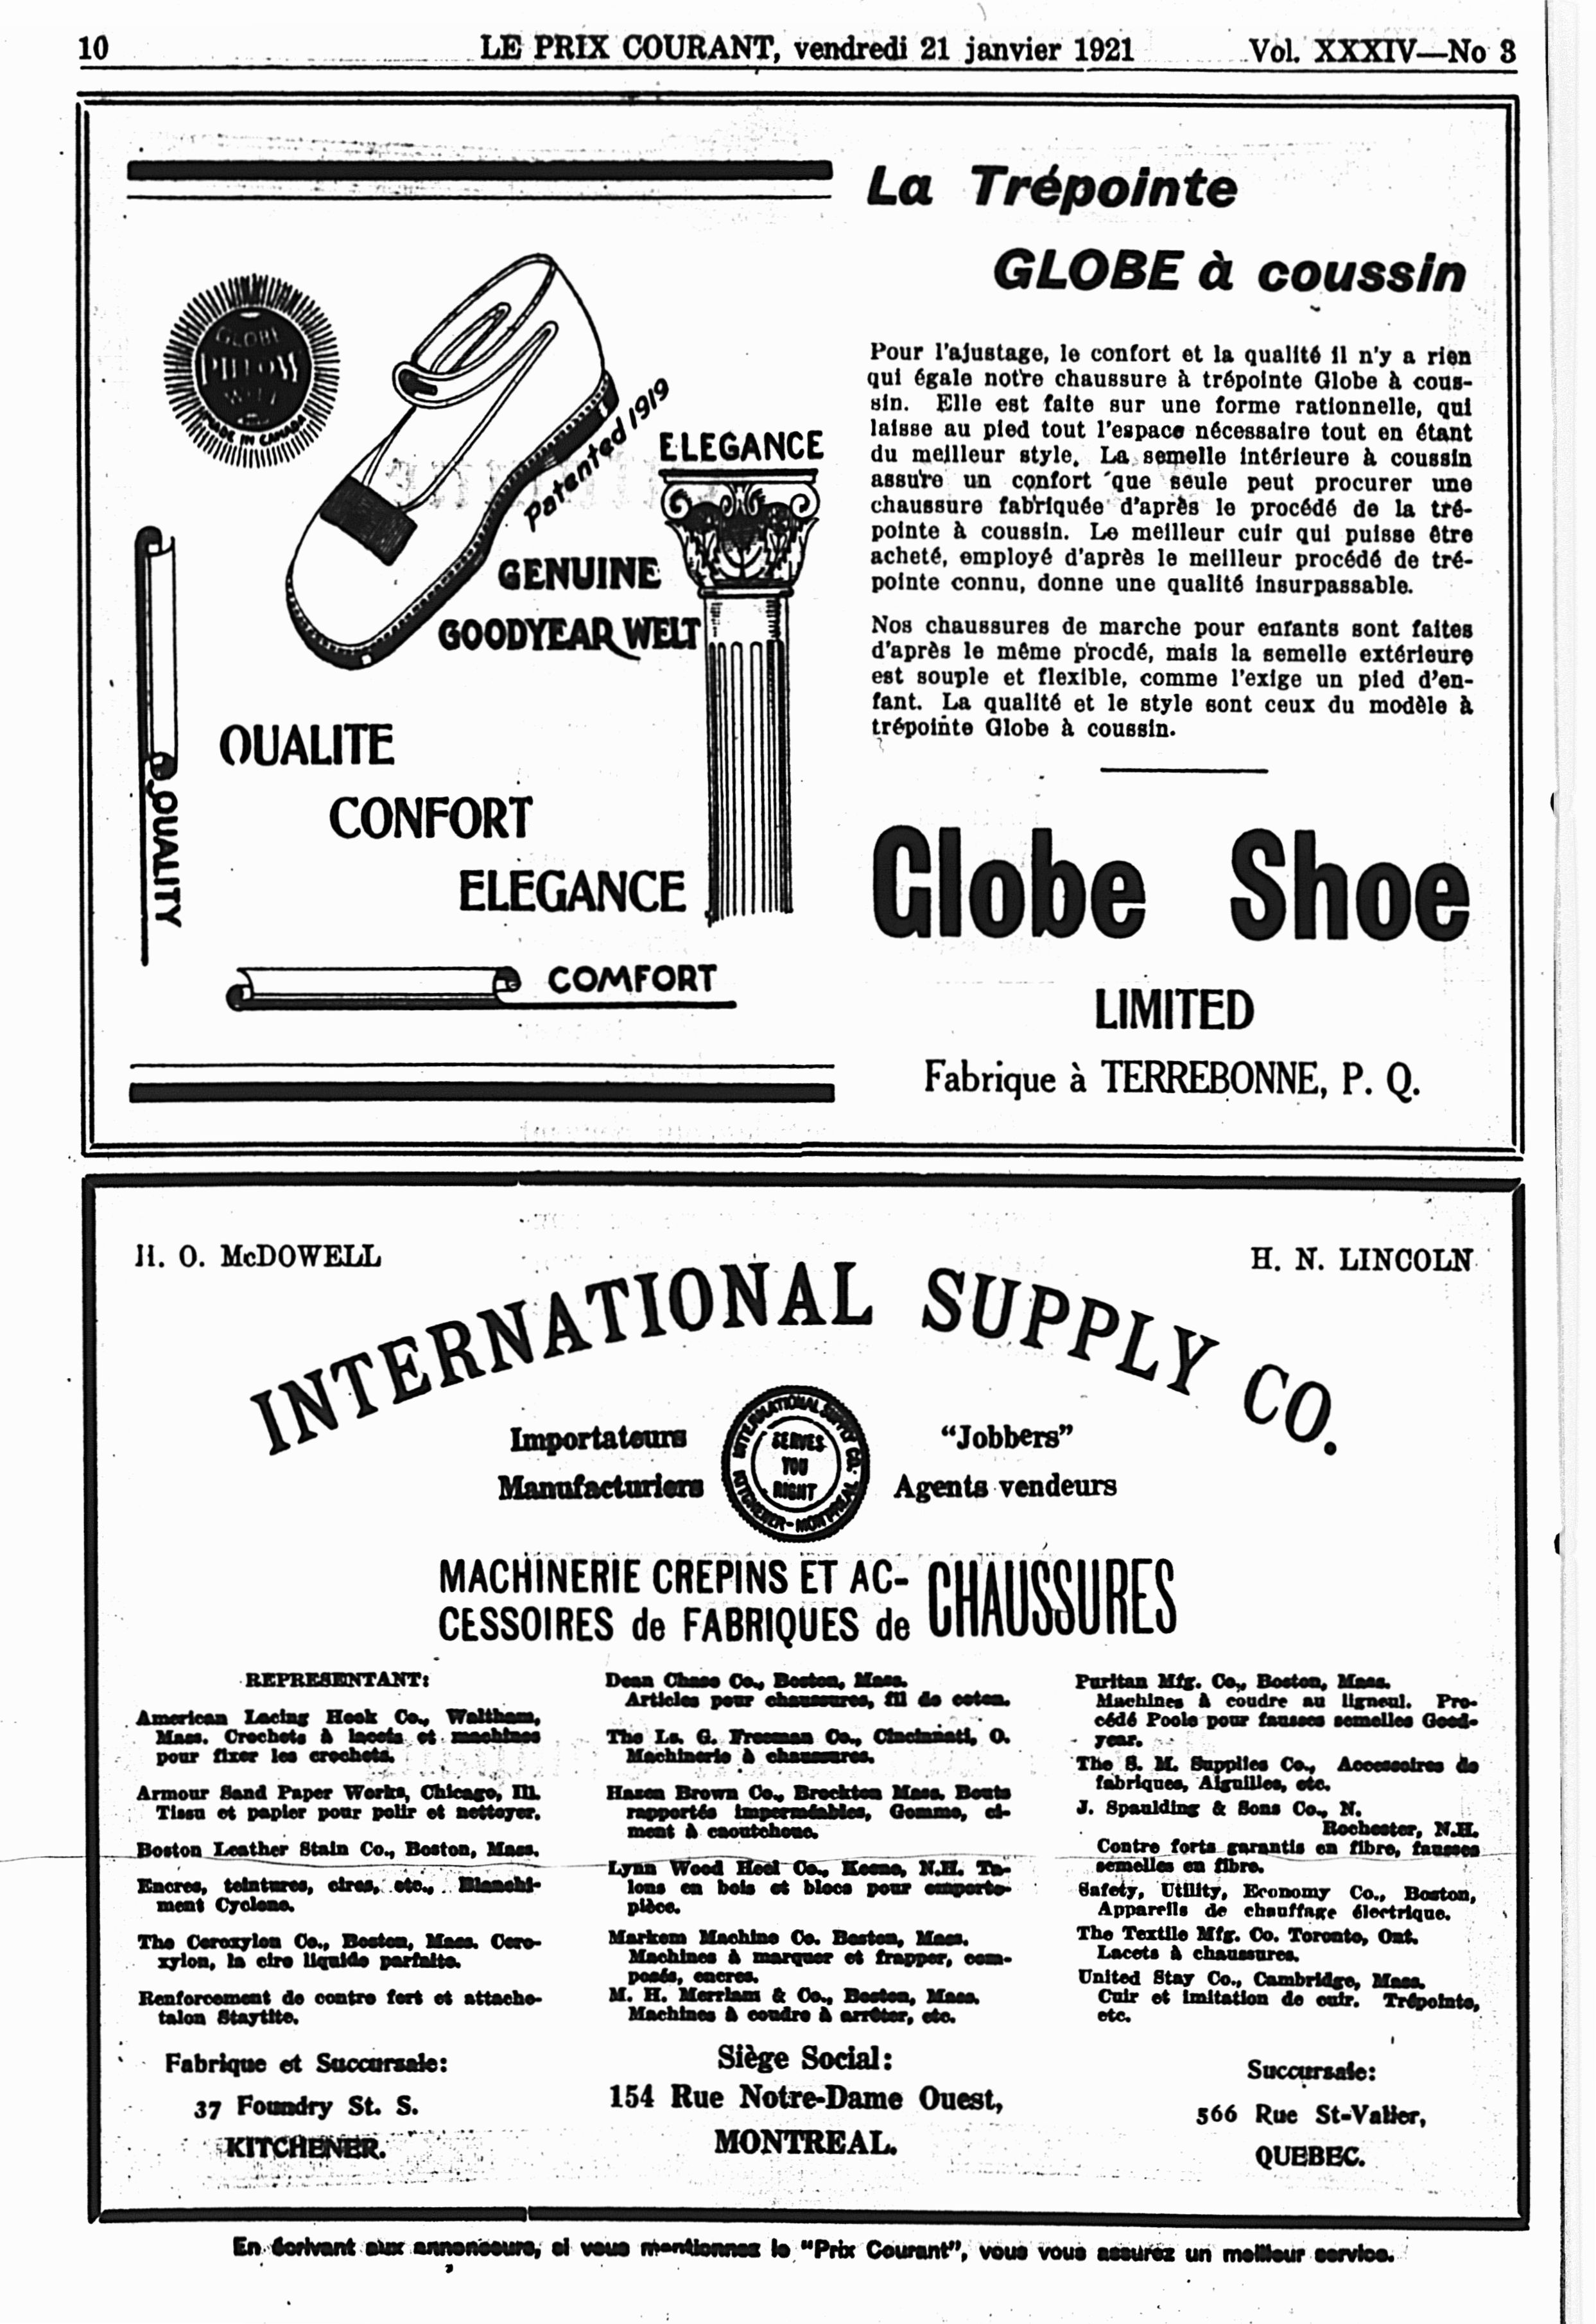 10 LE PRIX COURANT, vendredi 21 janvier 1921 Vol. XXXIV—No 3
GLOBE
PILLOW
WELT
MADE IN CANADA
Patented 1919
ELEGANCE
GENUINE
GOODYEAR WELT
QUALITE
CONFORT
ELEGANCE
QUALITY
COMFORT
La Trépointe
GLOBE à coussin
Pour l'ajustage, le confort et la qualité il n'y a rien
qui égale notre chaussure à trépointe Globe à cous-
sin. Elle est faite sur une forme rationnelle, qui
laisse au pied tout l'espace nécessaire tout en étant
du meilleur style. La semelle intérieure à coussin
assure un confort que seule peut procurer une
chaussure fabriquée d'après le procédé de la tré-
pointe à coussin. Le meilleur cuir qui puisse être
acheté, employé d'après le meilleur procédé de tré-
pointe connu, donne une qualité insurpassable.
Nos chaussures de marche pour enfants sont faites
d'après le même procdé, mais la semelle extérieure
est souple et flexible, comme l'exige un pied d'en-
fant. La qualité et le style sont ceux du modèle à
trépointe Globe à coussin.
Globe Shoe
LIMITED
Fabrique à TERREBONNE, P. Q.
H. O. McDOWELL
H. N. LINCOLN
INTERNATIONAL SUPPLY CO.
Importateurs
Manufacturiers
INTERNATIONAL SUPPLY CO.
SERVES
YOU
RIGHT
KITCHENER - MONTREAL
"Jobbers"
Agents vendeurs
MACHINERIE CREPINS ET AC-
CESSOIRES de FABRIQUES de
CHAUSSURES
REPRESENTANT:
American Lacing Hook Co., Waltham,
Mass. Crochets à lacets et machines
pour fixer les crochets.
Armour Sand Paper Works, Chicago, Ill.
Tissu et papier pour polir et nettoyer.
Boston Leather Stain Co., Boston, Mass.
Encres, teintures, cires, etc., Blanchi-
ment Cyclone.
The Ceroxylon Co., Boston, Mass. Cero-
xylon, la cire liquide parfaite.
Renforcement de contre fort et attache-
talon Staytite.
Dean Chase Co., Boston, Mass.
Articles pour chaussures, fil de coton.
The Ls. G. Freeman Co., Cincinnati, O.
Machinerie à chaussures.
Hazen Brown Co., Brockton Mass. Bouts
rapportés imperméables, Gomme, ci-
ment à caoutchouc.
Lynn Wood Heel Co., Keene, N.H. Ta-
lons en bois et blocs pour emporte-
pièce.
Markem Machine Co. Boston, Mass.
Machines à marquer et frapper, com-
posés, encres.
M. H. Merriam & Co., Boston, Mass.
Machines à coudre à arrêter, etc.
Puritan Mfg. Co., Boston, Mass.
Machines à coudre au ligneul. Pro-
cédé Poole pour fausses semelles Good-
year.
The S. M. Supplies Co., Accessoires de
fabriques, Aiguilles, etc.
J. Spaulding & Sons Co., N.
Rochester, N.H.
Contre forts garantis en fibre, fausses
semelles en fibre.
Safety, Utility, Economy Co., Boston,
Appareils de chauffage électrique.
The Textile Mfg. Co. Toronto, Ont.
Lacets à chaussures.
United Stay Co., Cambridge, Mass.
Cuir et imitation de cuir. Trépointe,
etc.
Fabrique et Succursale:
37 Foundry St. S.
KITCHENER.
Siège Social:
154 Rue Notre-Dame Ouest,
MONTREAL.
Succursale:
566 Rue St-Valier,
QUEBEC.
En écrivant aux annonceurs, si vous mentionnez le "Prix Courant", vous vous assurez un meilleur service.